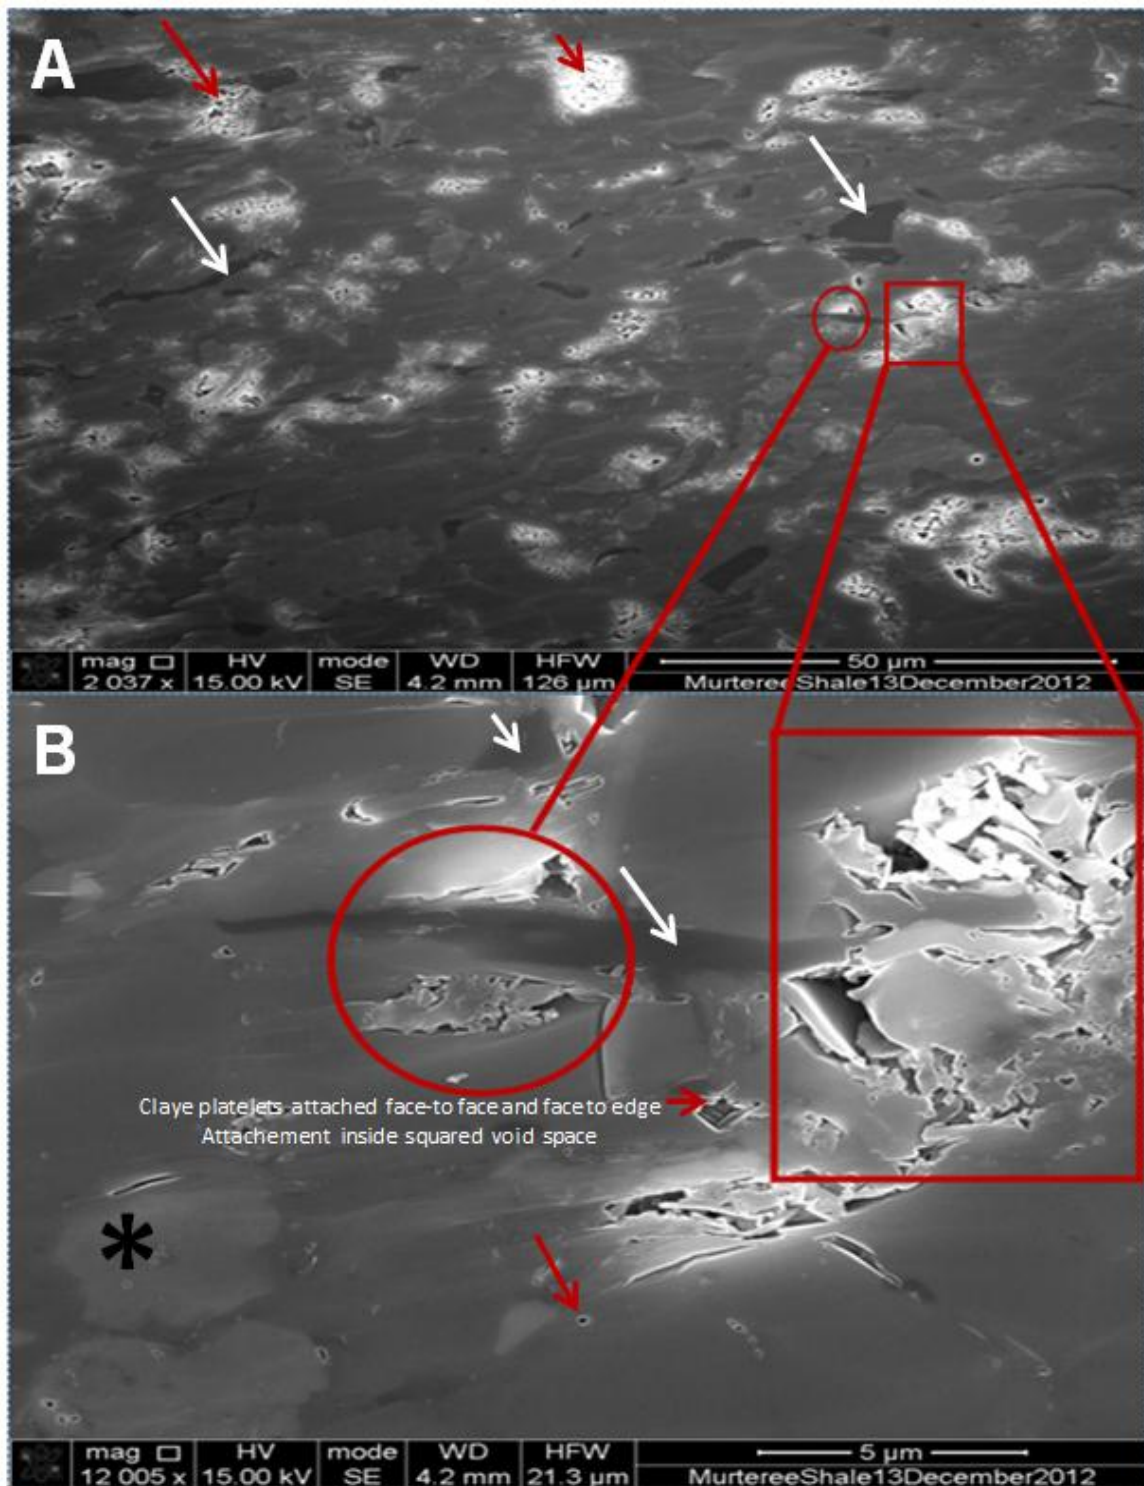 A
mag HV mode WD HFW 50 µm
2 037 x 15.00 kV SE 4.2 mm 126 µm MurtereeShale13December2012
B
Claye platelets attached face-to face and face to edge
Attachement inside squared void space
*
mag HV mode WD HFW 5 µm
12 005 x 15.00 kV SE 4.2 mm 21.3 µm MurtereeShale13December2012